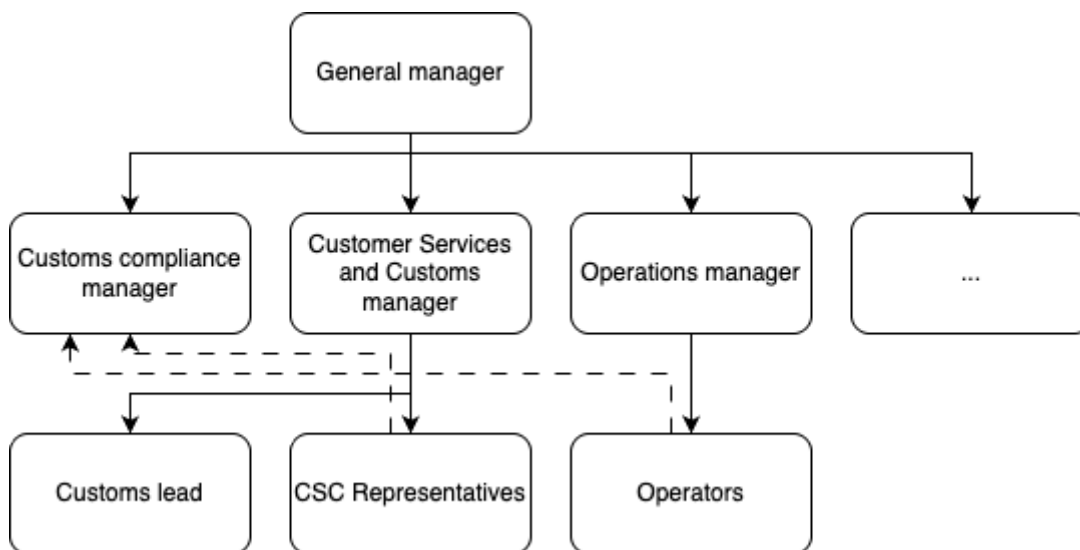 General manager
Customs compliance
manager
Customer Services
and Customs
manager
Operations manager
...
Customs lead
CSC Representatives
Operators